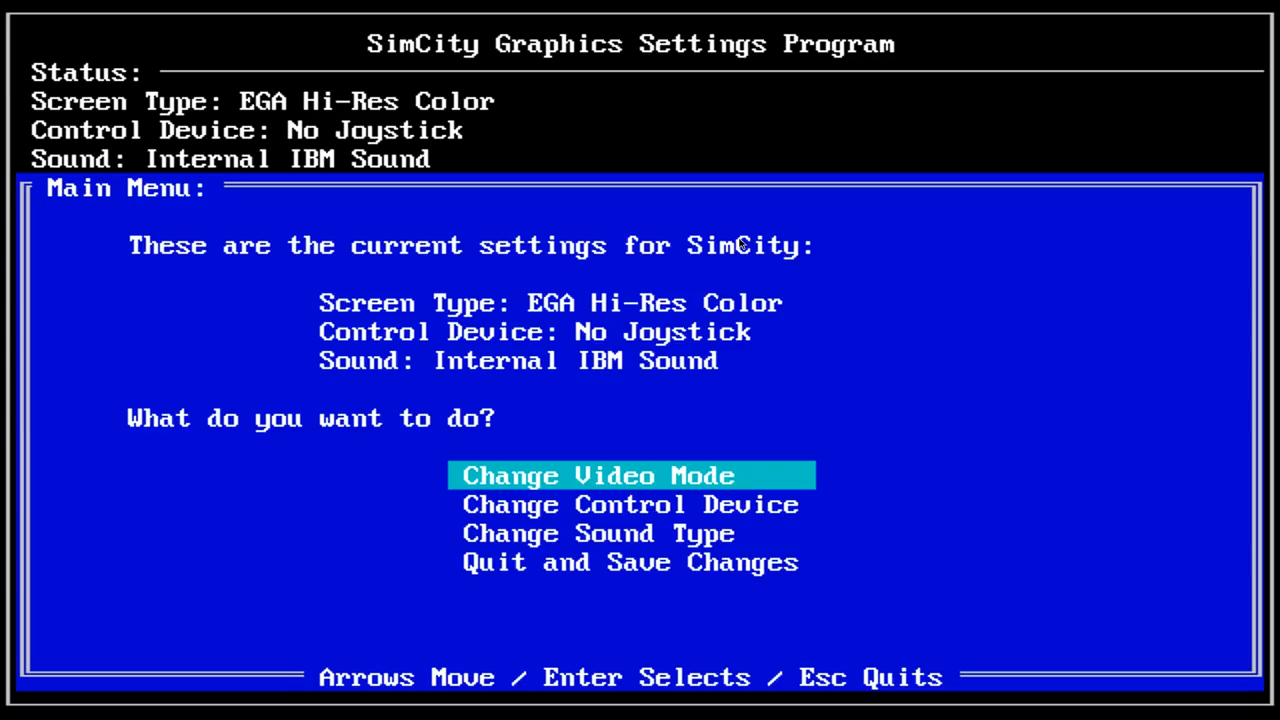 SimCity Graphics Settings Program
Status:
Screen Type: EGA Hi-Res Color
Control Device: No Joystick
Sound: Internal IBM Sound
Main Menu:
These are the current settings for SimCity:
Screen Type: EGA Hi-Res Color
Control Device: No Joystick
Sound: Internal IBM Sound
What do you want to do?
Change Video Mode
Change Control Device
Change Sound Type
Quit and Save Changes
Arrows Move / Enter Selects / Esc Quits